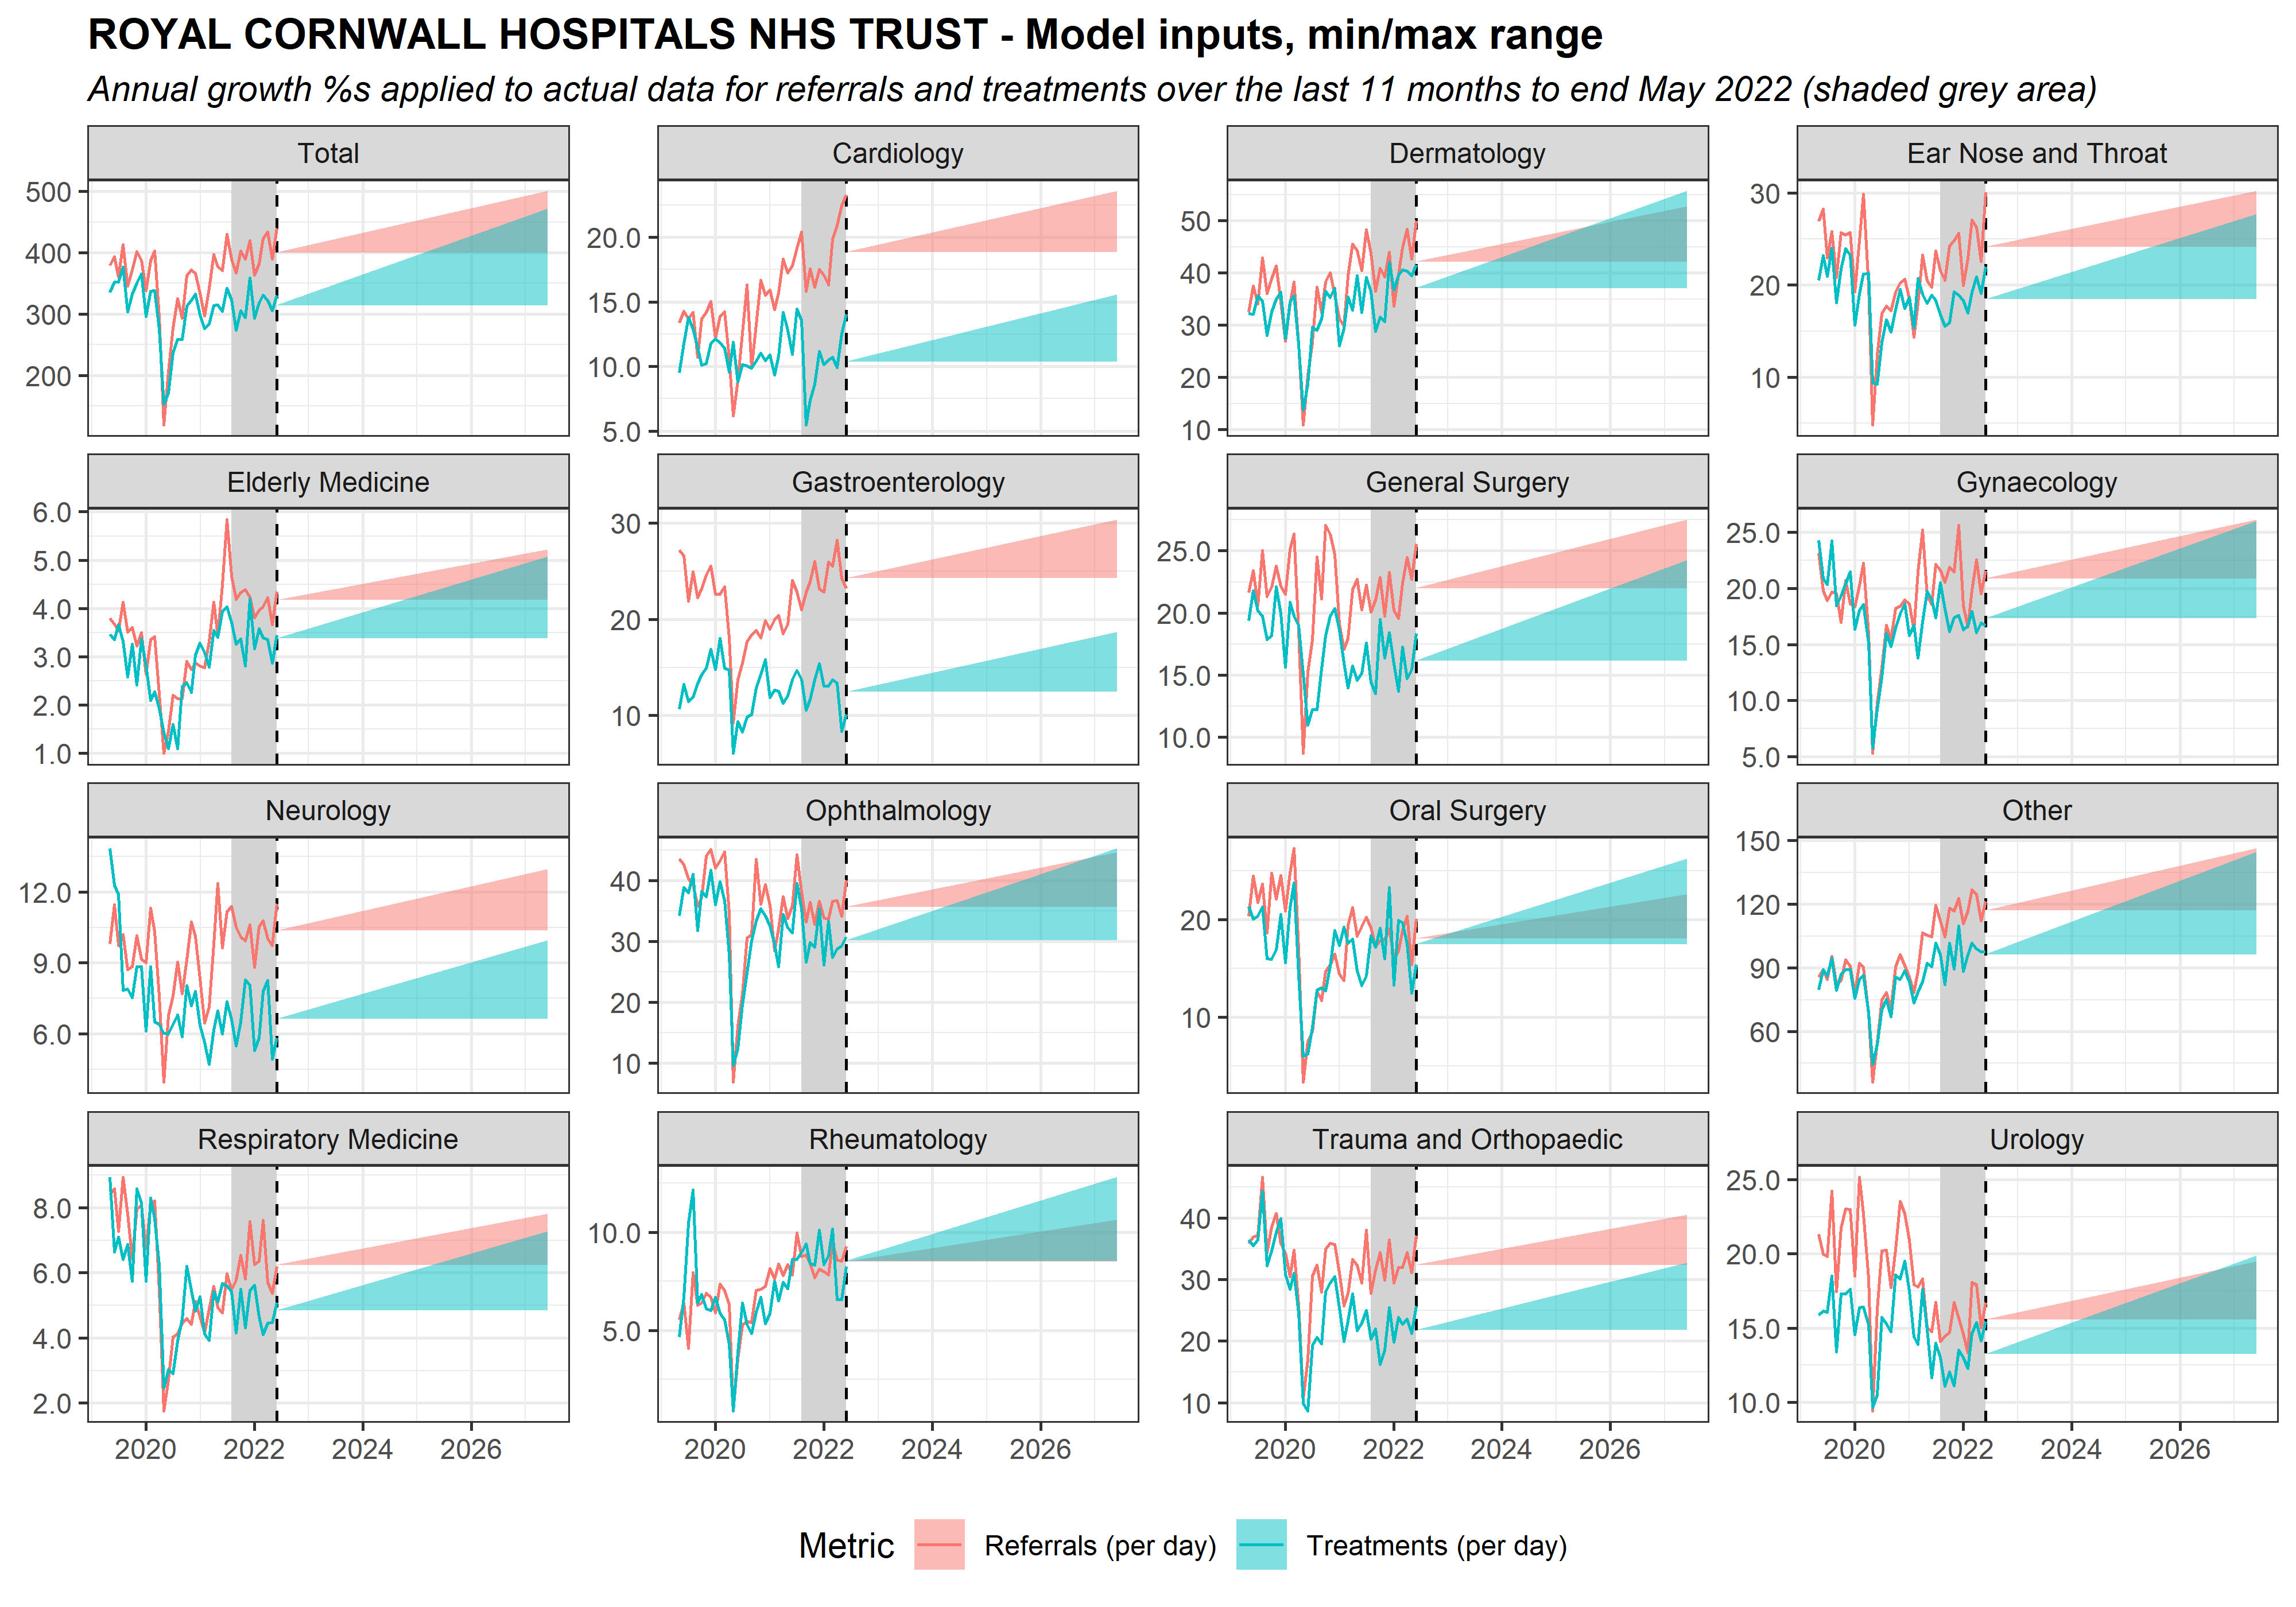 ROYAL CORNWALL HOSPITALS NHS TRUST - Model inputs, min/max range
Annual growth %s applied to actual data for referrals and treatments over the last 11 months to end May 2022 (shaded grey area)
Total
Cardiology
Dermatology
Ear Nose and Throat
500
400
300
200
20.0
15.0
10.0
5.0
50
40
30
20
10
30
20
10
Elderly Medicine
Gastroenterology
General Surgery
Gynaecology
6.0
5.0
4.0
3.0
2.0
1.0
30
20
10
25.0
20.0
15.0
10.0
25.0
20.0
15.0
10.0
5.0
Neurology
Ophthalmology
Oral Surgery
Other
12.0
9.0
6.0
40
30
20
10
20
10
150
120
90
60
Respiratory Medicine
Rheumatology
Trauma and Orthopaedic
Urology
8.0
6.0
4.0
2.0
10.0
5.0
40
30
20
10
25.0
20.0
15.0
10.0
2020 2022 2024 2026
2020 2022 2024 2026
2020 2022 2024 2026
2020 2022 2024 2026
Metric Referrals (per day) Treatments (per day)